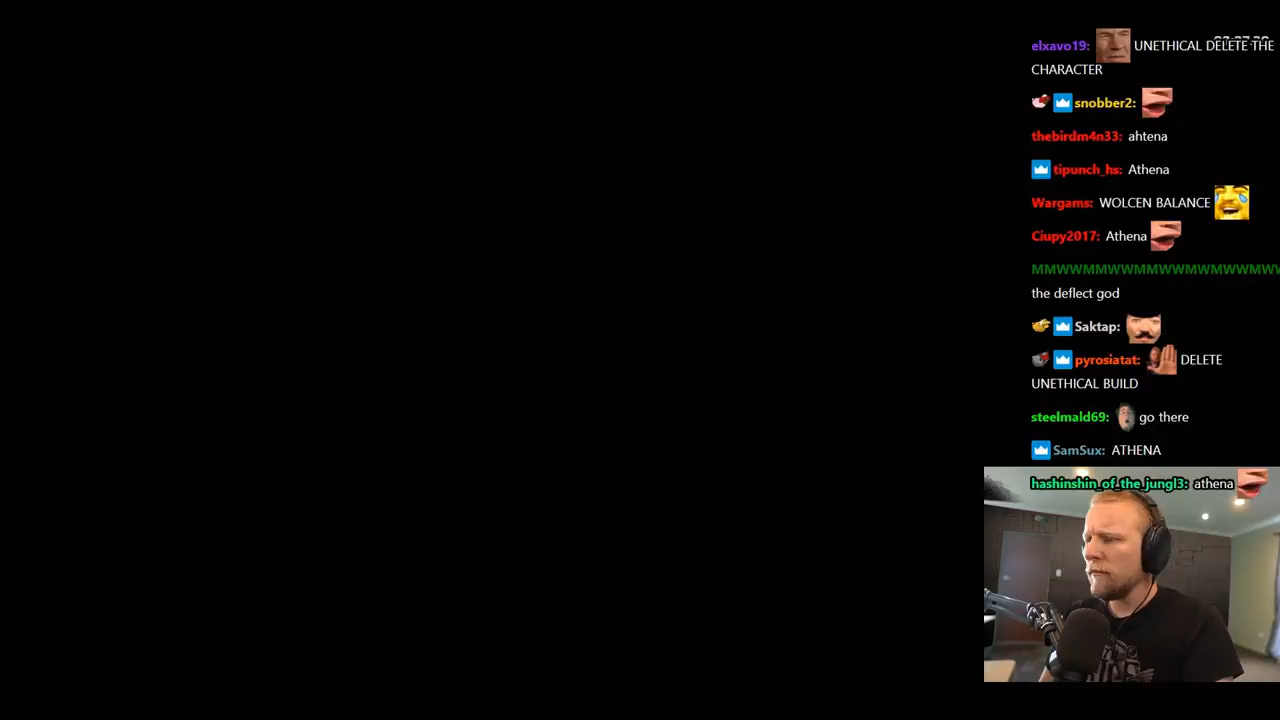 elxavo19: UNETHICAL DELETE THE
CHARACTER
snobber2:
thebirdm4n33: ahtena
tipunch_hs: Athena
Wargams: WOLCEN BALANCE
Ciupy2017: Athena
the deflect god
Saktap:
pyrosiatat: DELETE
UNETHICAL BUILD
steelmald69: go there
SamSux: ATHENA
hashinshin_of_the_jungl3: athena